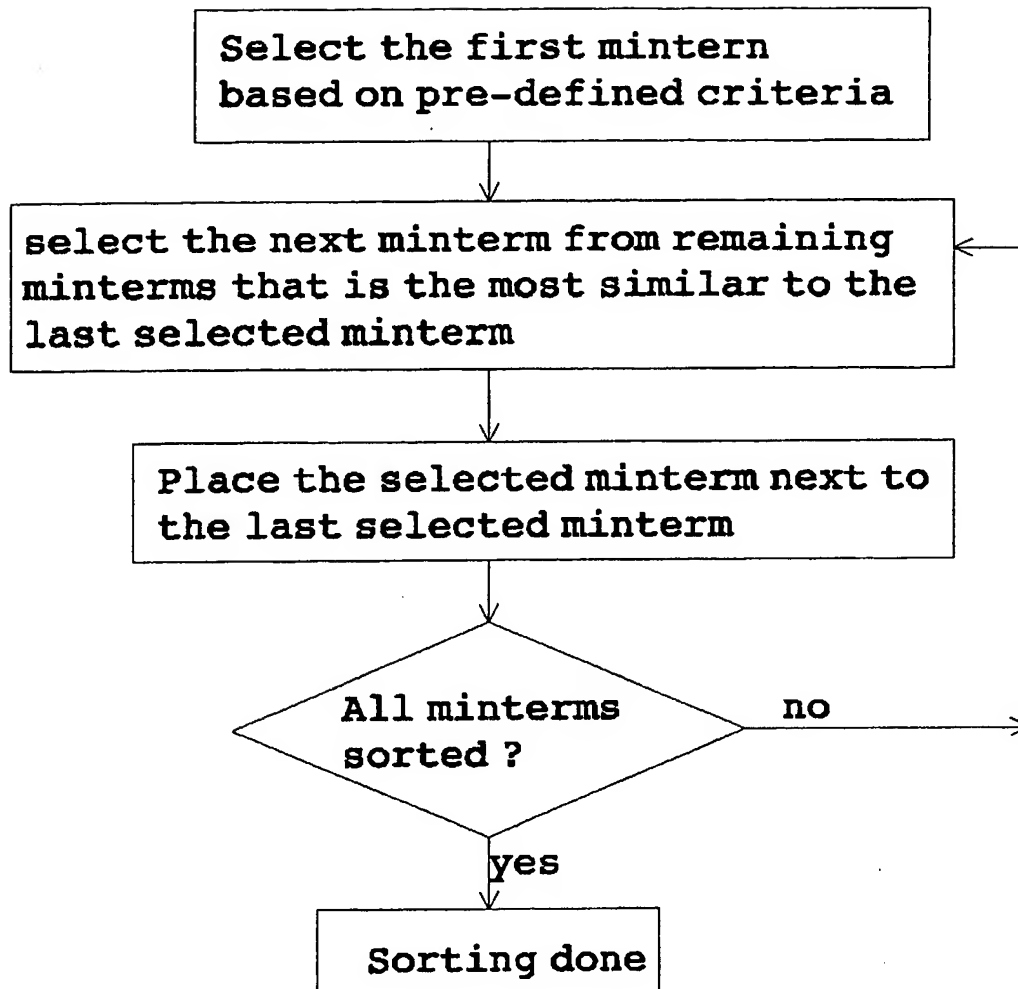 Select the first mintern
based on pre-defined criteria
select the next minterm from remaining
minterms that is the most similar to the
last selected minterm
Place the selected minterm next to
the last selected minterm
All minterms
sorted ?
no
yes
Sorting done